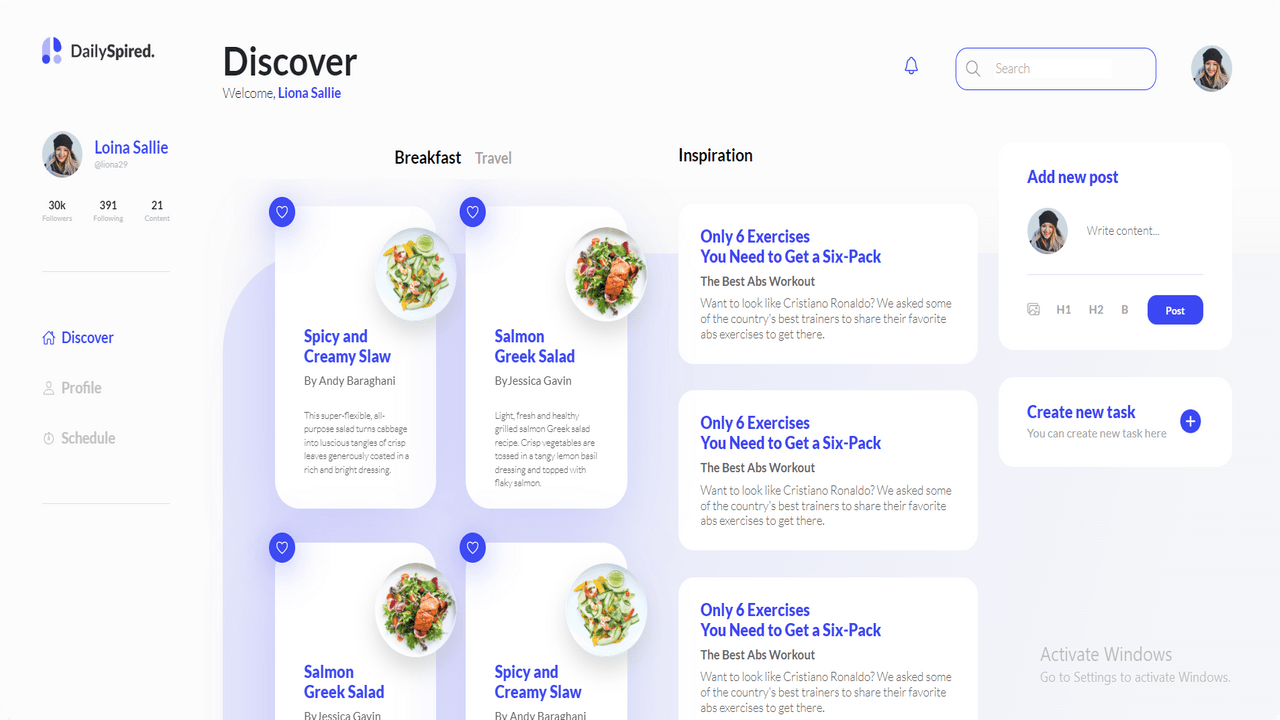 DailySpired.
Discover
Welcome, Liona Sallie
Search
Loina Sallie
@liona29
30k
391
21
Followers
Following
Content
Discover
Profile
Schedule
Breakfast
Travel
Spicy and
Creamy Slaw
By Andy Baraghani
This super-flexible, all-
purpose salad turns cabbage
into luscious tangles of crisp
leaves generously coated in a
rich and bright dressing.
Salmon
Greek Salad
ByJessica Gavin
Light, fresh and healthy
grilled salmon Greek salad
recipe. Crisp vegetables are
tossed in a tangy lemon basil
dressing and topped with
flaky salmon.
Salmon
Greek Salad
ByJessica Gavin
Spicy and
Creamy Slaw
By Andy Baraghani
Inspiration
Only 6 Exercises
You Need to Get a Six-Pack
The Best Abs Workout
Want to look like Cristiano Ronaldo? We asked some
of the country's best trainers to share their favorite
abs exercises to get there.
Only 6 Exercises
You Need to Get a Six-Pack
The Best Abs Workout
Want to look like Cristiano Ronaldo? We asked some
of the country's best trainers to share their favorite
abs exercises to get there.
Only 6 Exercises
You Need to Get a Six-Pack
The Best Abs Workout
Want to look like Cristiano Ronaldo? We asked some
of the country's best trainers to share their favorite
abs exercises to get there.
Add new post
Write content...
H1 H2 B Post
Create new task
You can create new task here
Activate Windows
Go to Settings to activate Windows.